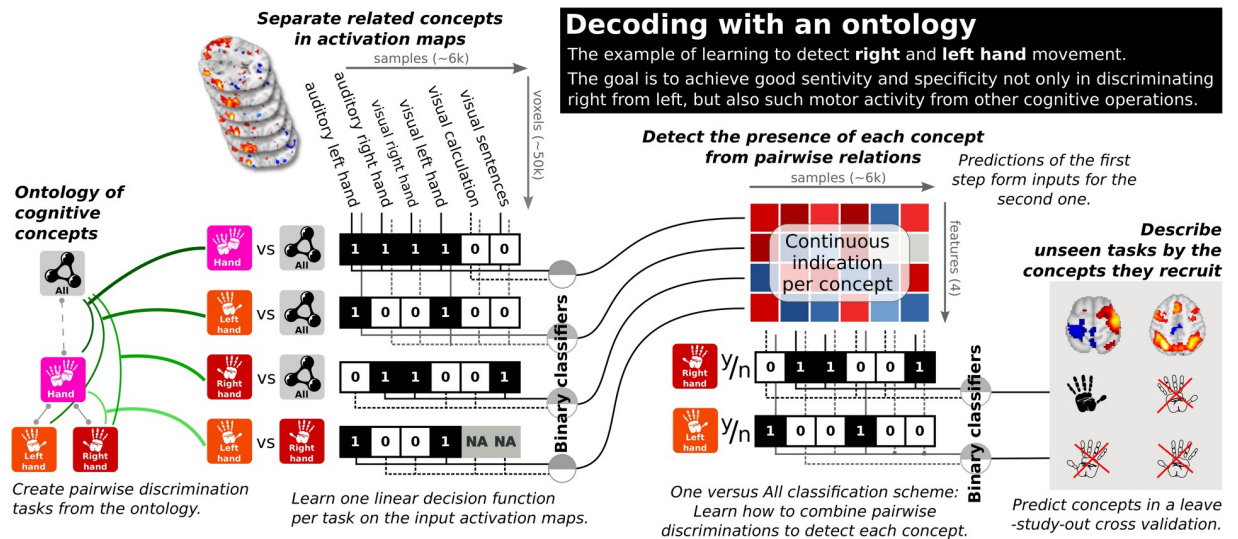 Separate related concepts
in activation maps
samples (~6k)
voxels (~50k)
auditory left hand
auditory right hand
visual right hand
visual left hand
visual calculation
visual sentences
Decoding with an ontology
The example of learning to detect right and left hand movement.
The goal is to achieve good sentivity and specificity not only in discriminating
right from left, but also such motor activity from other cognitive operations.
Ontology of
cognitive
concepts
All
Hand
Left
hand
Right
hand
Create pairwise discrimination
tasks from the ontology.
Hand
vs
All
1 1 1 1 0 0
Left
hand
vs
All
1 0 0 1 0 0
Right
hand
vs
All
0 1 1 0 0 1
Left
hand
vs
Right
hand
1 0 0 1 NA NA
Binary classifiers
Learn one linear decision function
per task on the input activation maps.
Detect the presence of each concept
from pairwise relations
samples (~6k)
features (4)
Continuous
indication
per concept
Predictions of the first
step form inputs for the
second one.
Right
hand
y/n
0 1 1 0 0 1
Left
hand
y/n
1 0 0 1 0 0
Binary classifiers
One versus All classification scheme:
Learn how to combine pairwise
discriminations to detect each concept.
Describe
unseen tasks by the
concepts they recruit
Predict concepts in a leave
-study-out cross validation.